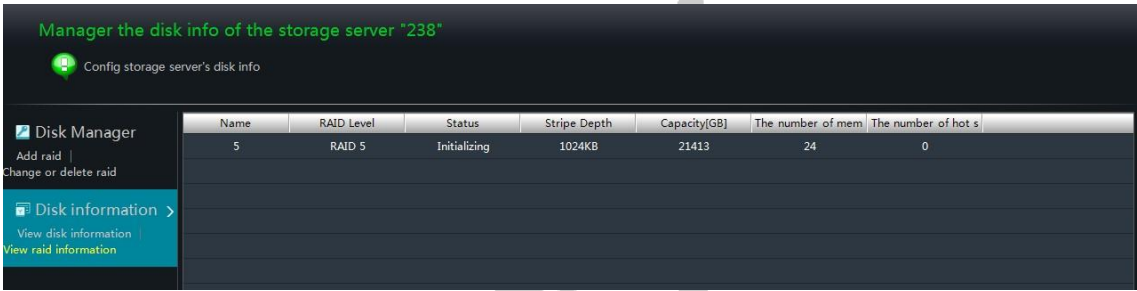 Manager the disk info of the storage server "238"
Config storage server's disk info
Disk Manager
Add raid |
Change or delete raid
Disk information >
View disk information |
View raid information
Name RAID Level Status Stripe Depth Capacity[GB] The number of mem The number of hot s
5 RAID 5 Initializing 1024KB 21413 24 0